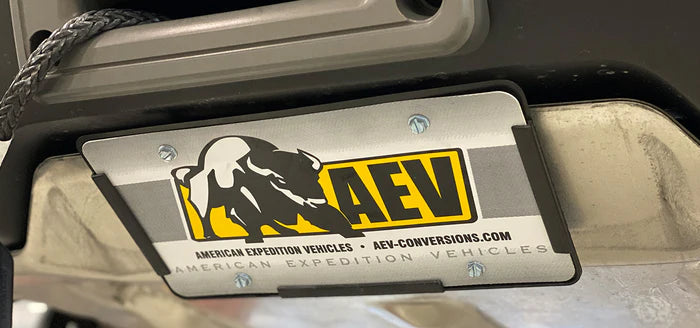 AEV
AMERICAN EXPEDITION VEHICLES • AEV-CONVERSIONS.COM
AMERICAN EXPEDITION VEHICLES